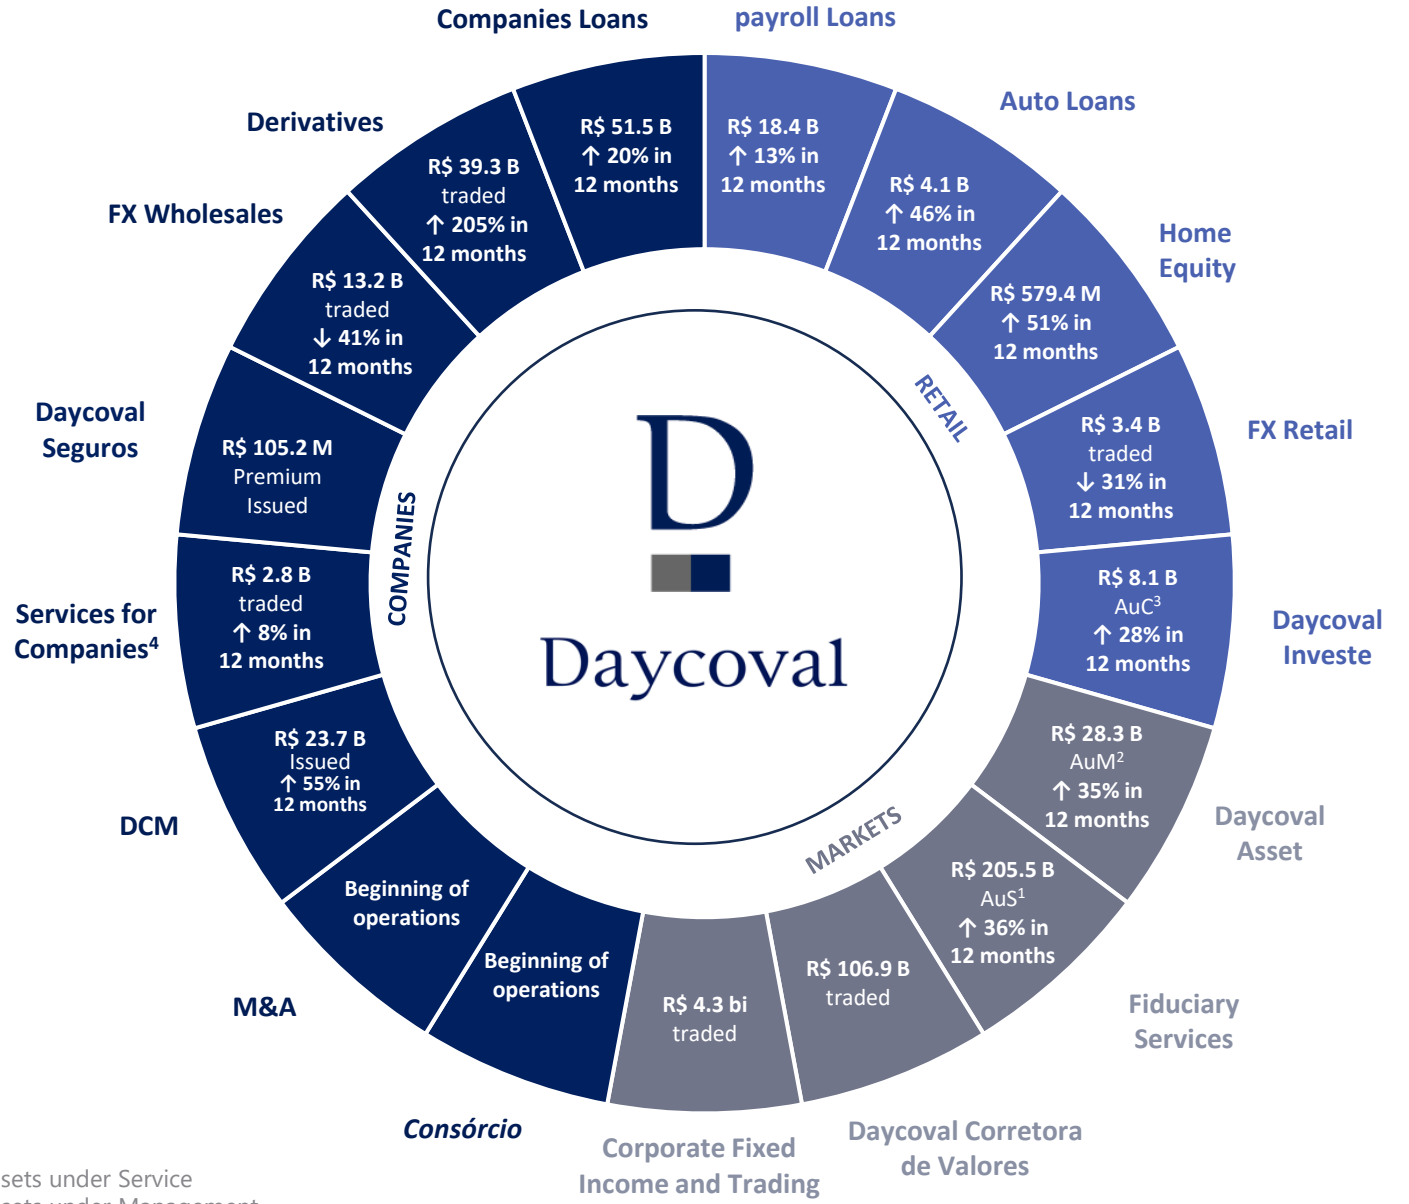 Companies Loans
R$ 51.5 B
↑ 20% in
12 months
payroll Loans
R$ 18.4 B
↑ 13% in
12 months
Auto Loans
R$ 4.1 B
↑ 46% in
12 months
Home
Equity
R$ 579.4 M
↑ 51% in
12 months
FX Retail
R$ 3.4 B
traded
↓ 31% in
12 months
Daycoval
Investe
R$ 8.1 B
AuC3
↑ 28% in
12 months
RETAIL
Daycoval
Asset
R$ 28.3 B
AuM2
↑ 35% in
12 months
Fiduciary
Services
R$ 205.5 B
AuS1
↑ 36% in
12 months
Daycoval Corretora
de Valores
R$ 106.9 B
traded
Corporate Fixed
Income and Trading
R$ 4.3 bi
traded
MARKETS
Consórcio
Beginning of
operations
M&A
Beginning of
operations
DCM
R$ 23.7 B
Issued
↑ 55% in
12 months
Services for
Companies4
R$ 2.8 B
traded
↑ 8% in
12 months
Daycoval
Seguros
R$ 105.2 M
Premium
Issued
FX Wholesales
R$ 13.2 B
traded
↓ 41% in
12 months
Derivatives
R$ 39.3 B
traded
↑ 205% in
12 months
COMPANIES
D
Daycoval
sets under Service
sets under Management